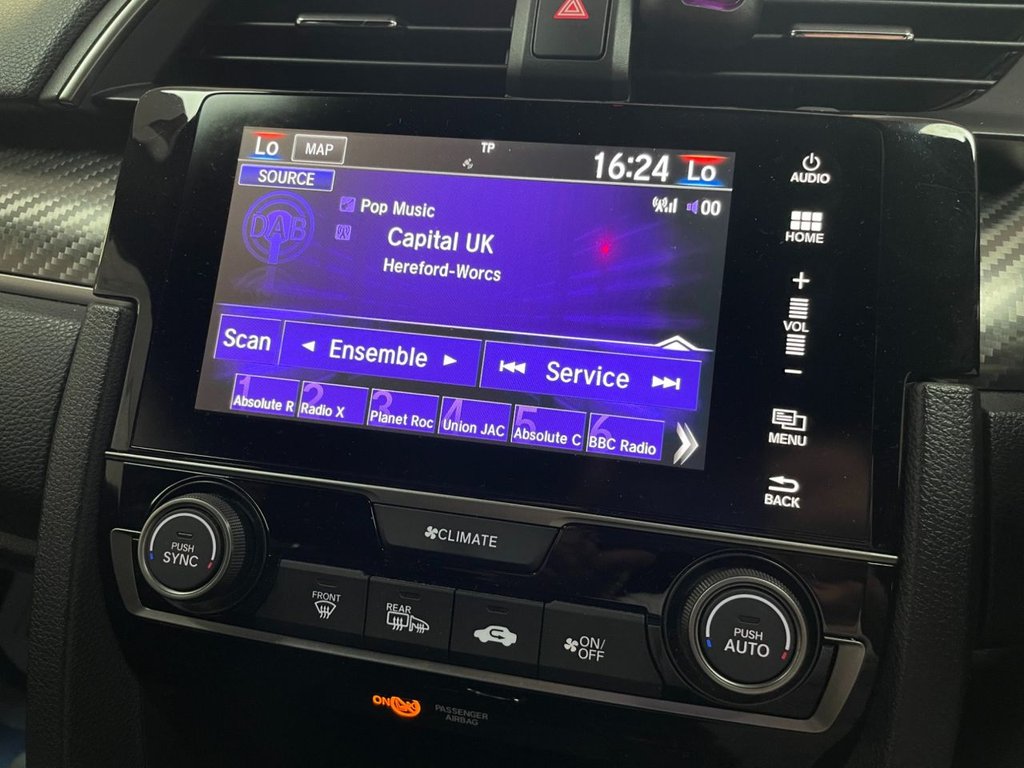 Lo MAP TP 16:24 Lo
SOURCE
DAB
Pop Music
00
Capital UK
Hereford-Worcs
Scan Ensemble Service
1 Absolute R
2 Radio X
3 Planet Roc
4 Union JAC
5 Absolute C
6 BBC Radio
AUDIO
HOME
+
VOL
−
MENU
BACK
PUSH
SYNC
CLIMATE
FRONT
REAR
ON/
OFF
PUSH
AUTO
ON
PASSENGER
AIRBAG